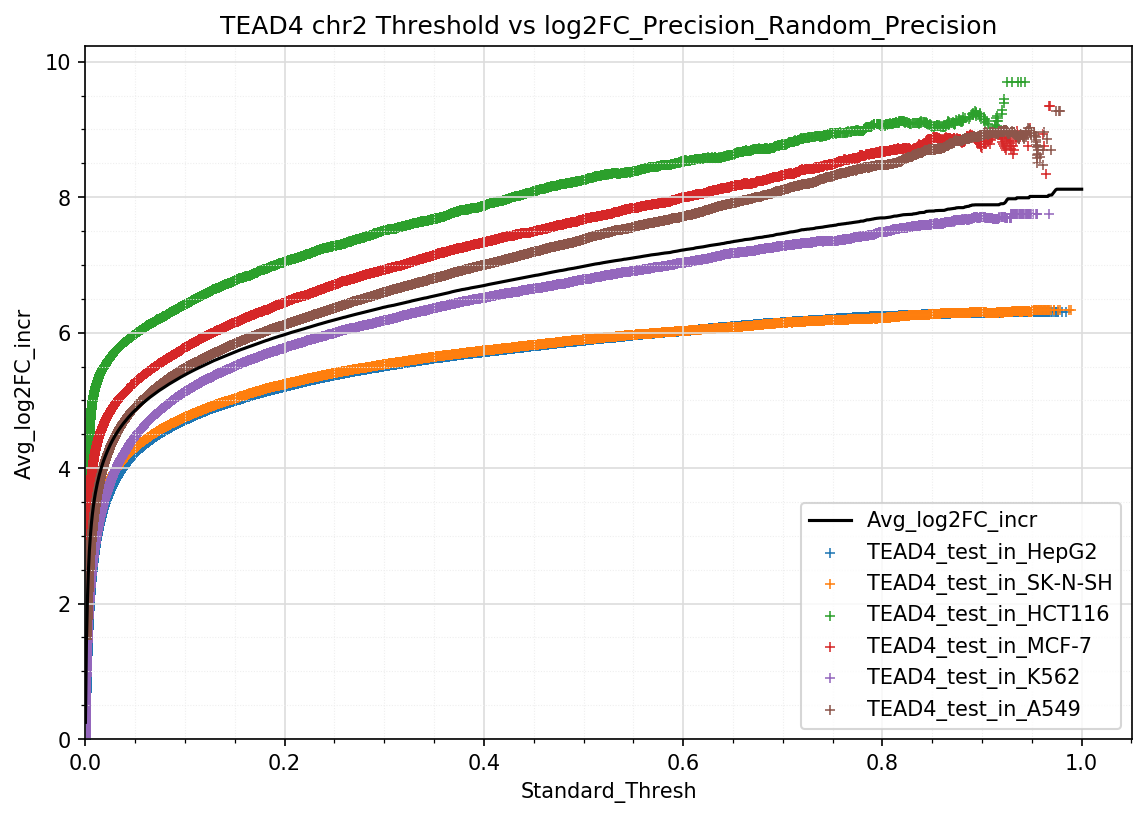 TEAD4 chr2 Threshold vs log2FC_Precision_Random_Precision
Avg_log2FC_incr
10
8
6
4
2
0
0.0 0.2 0.4 0.6 0.8 1.0
Standard_Thresh
Avg_log2FC_incr
TEAD4_test_in_HepG2
TEAD4_test_in_SK-N-SH
TEAD4_test_in_HCT116
TEAD4_test_in_MCF-7
TEAD4_test_in_K562
TEAD4_test_in_A549